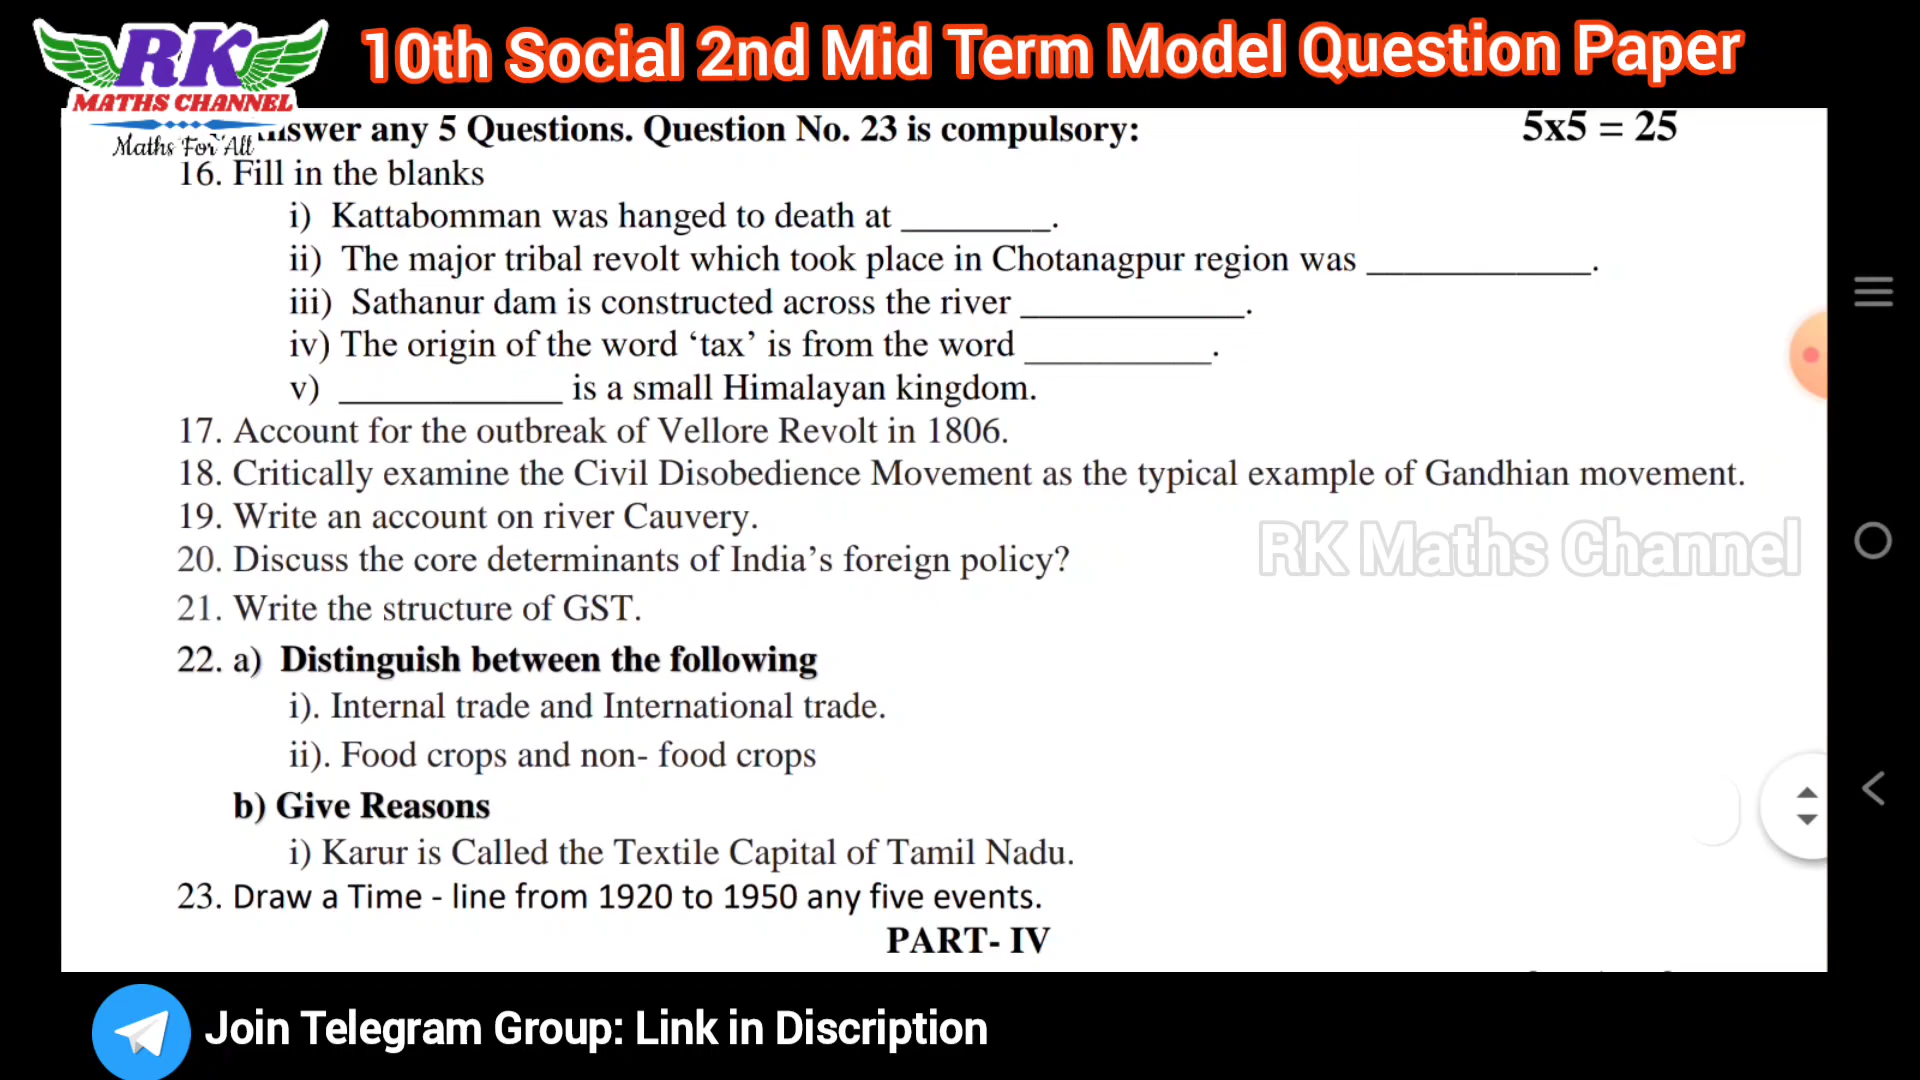 RK
MATHS CHANNEL
Maths For All
10th Social 2nd Mid Term Model Question Paper
nswer any 5 Questions. Question No. 23 is compulsory: 5x5 = 25
16. Fill in the blanks
i) Kattabomman was hanged to death at ________.
ii) The major tribal revolt which took place in Chotanagpur region was ____________.
iii) Sathanur dam is constructed across the river ____________.
iv) The origin of the word ‘tax’ is from the word __________.
v) ____________ is a small Himalayan kingdom.
17. Account for the outbreak of Vellore Revolt in 1806.
18. Critically examine the Civil Disobedience Movement as the typical example of Gandhian movement.
19. Write an account on river Cauvery.
RK Maths Channel
20. Discuss the core determinants of India’s foreign policy?
21. Write the structure of GST.
22. a) Distinguish between the following
i). Internal trade and International trade.
ii). Food crops and non- food crops
b) Give Reasons
i) Karur is Called the Textile Capital of Tamil Nadu.
23. Draw a Time - line from 1920 to 1950 any five events.
PART- IV
Join Telegram Group: Link in Discription